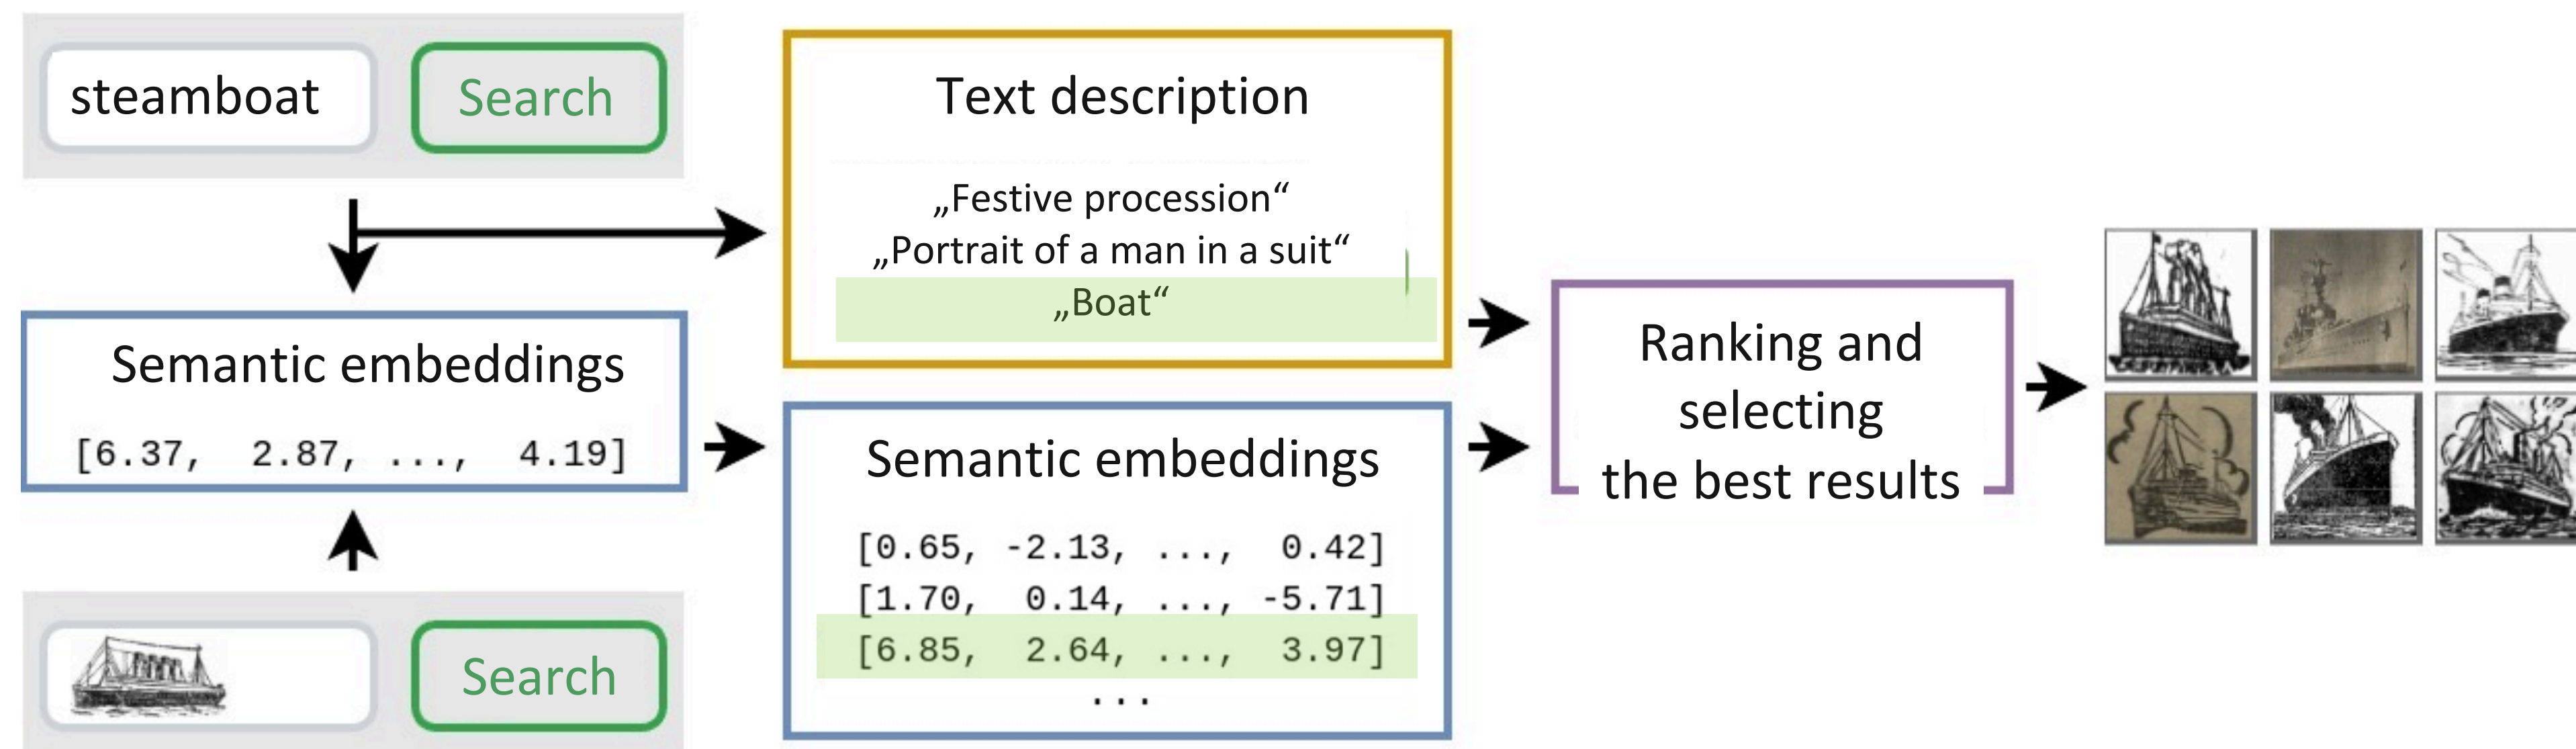 steamboat
Search
Semantic embeddings
[6.37, 2.87, ..., 4.19]
Search
Text description
„Festive procession“
„Portrait of a man in a suit“
„Boat“
Semantic embeddings
[0.65, -2.13, ..., 0.42]
[1.70, 0.14, ..., -5.71]
[6.85, 2.64, ..., 3.97]
...
Ranking and
selecting
the best results